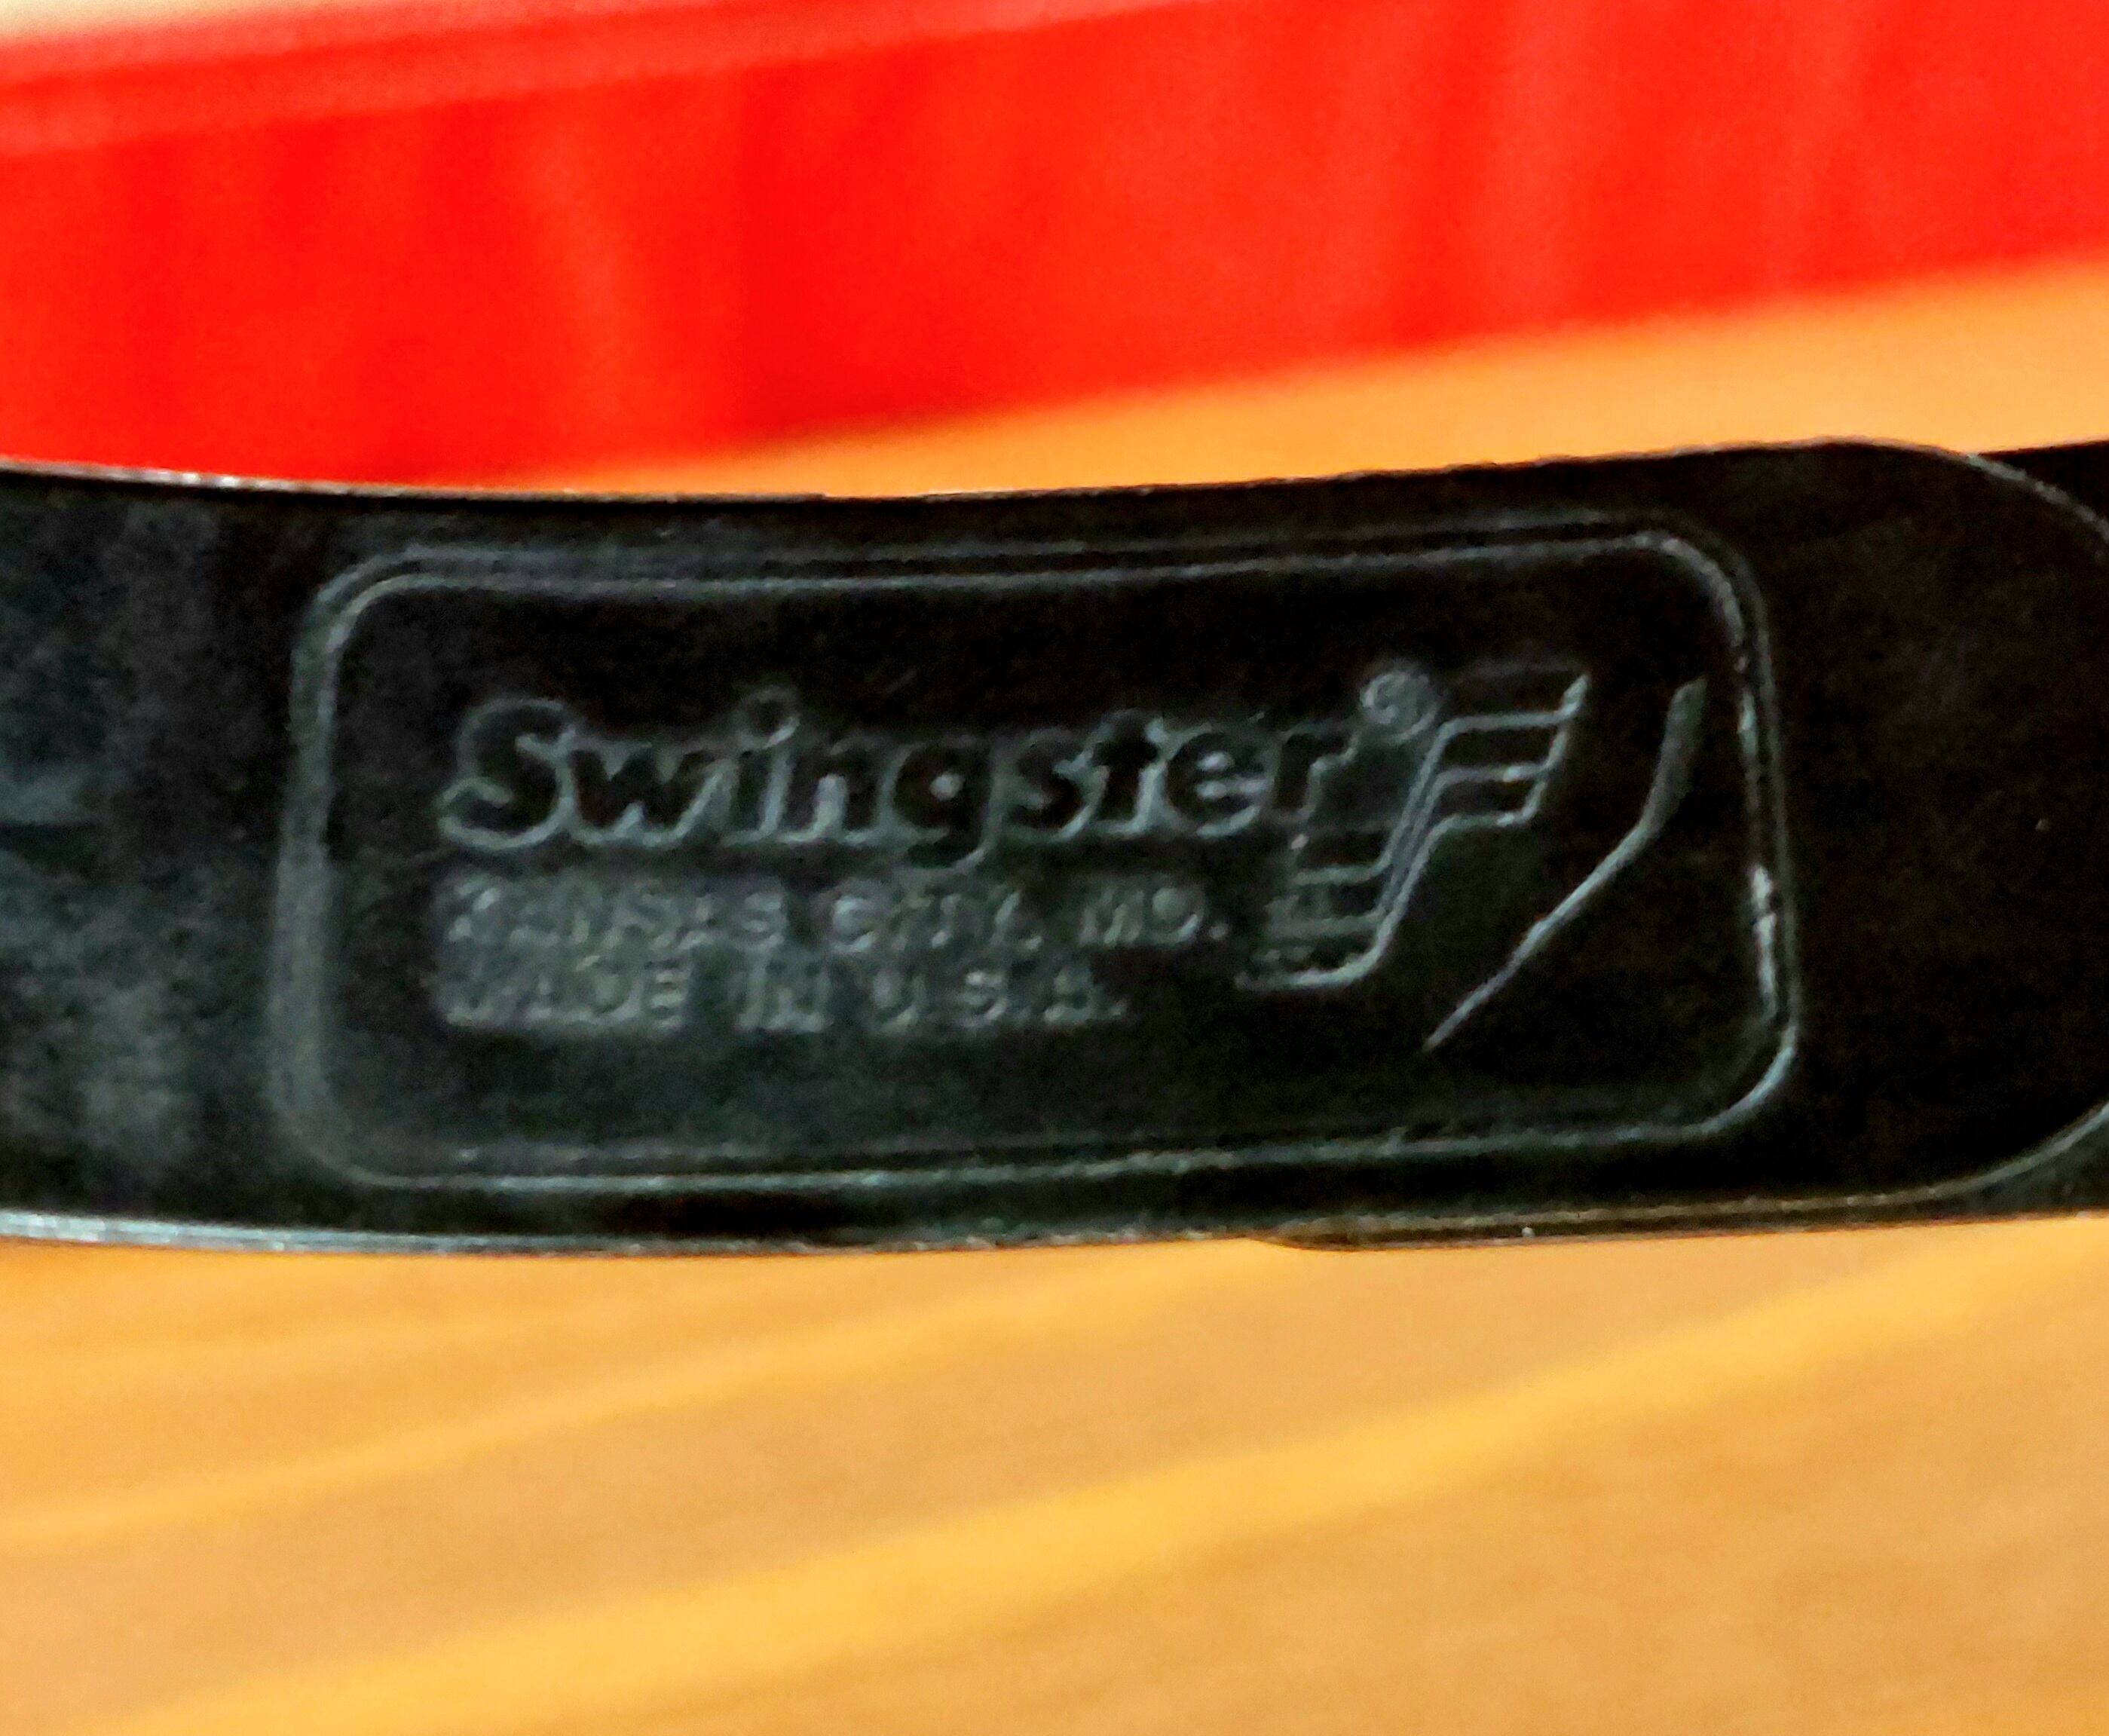 Swingster®
KANSAS CITY, MO.
MADE IN U.S.A.